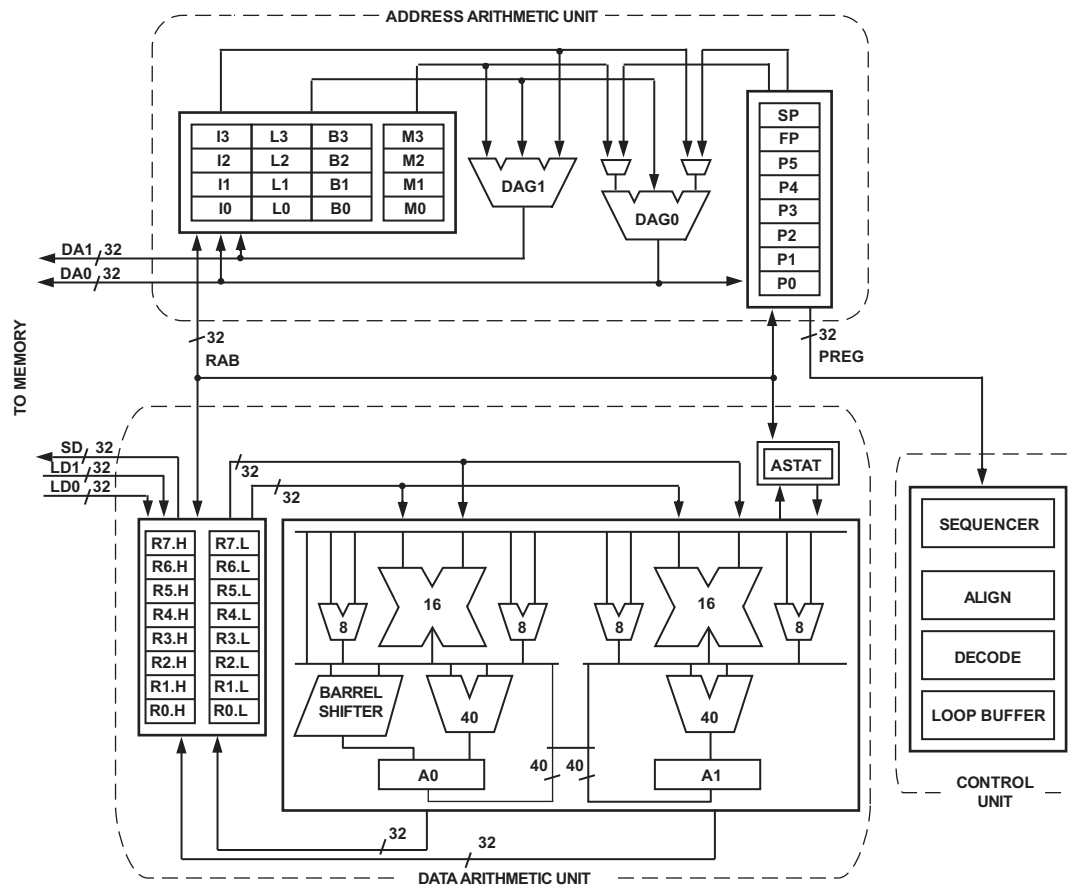 ADDRESS ARITHMETIC UNIT
SP
FP
P5
P4
P3
P2
P1
P0
I3 L3 B3 M3
I2 L2 B2 M2
I1 L1 B1 M1
I0 L0 B0 M0
DAG1
DAG0
DA1 32
DA0 32
32
RAB
32
PREG
TO MEMORY
SD 32
LD1 32
LD0 32
32
32
ASTAT
R7.H R7.L
R6.H R6.L
R5.H R5.L
R4.H R4.L
R3.H R3.L
R2.H R2.L
R1.H R1.L
R0.H R0.L
16
8
8
8
16
8
BARREL
SHIFTER
40
40
A0
40 40
A1
32
32
DATA ARITHMETIC UNIT
SEQUENCER
ALIGN
DECODE
LOOP BUFFER
CONTROL
UNIT